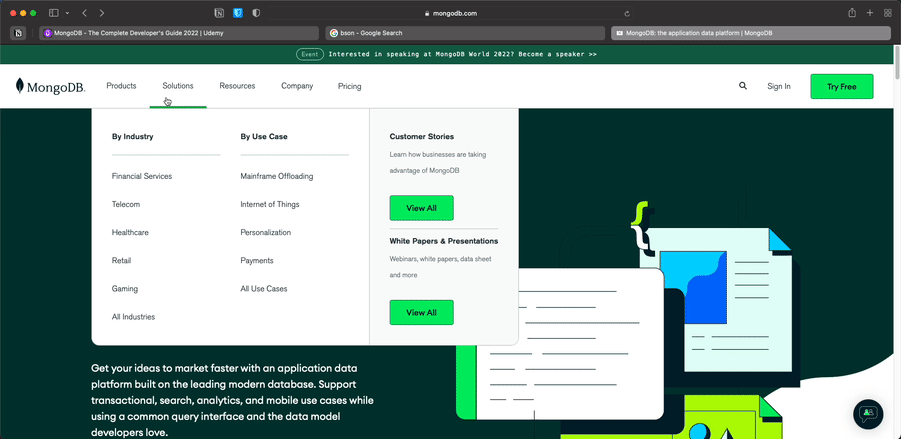 mongodb.com
MongoDB - The Complete Developer's Guide 2022 | Udemy
bson - Google Search
MongoDB: the application data platform | MongoDB
Event
Interested in speaking at MongoDB World 2022? Become a speaker >>
MongoDB.
Products
Solutions
Resources
Company
Pricing
Sign In
Try Free
By Industry
Financial Services
Telecom
Healthcare
Retail
Gaming
All Industries
By Use Case
Mainframe Offloading
Internet of Things
Personalization
Payments
All Use Cases
Customer Stories
Learn how businesses are taking
advantage of MongoDB
View All
White Papers & Presentations
Webinars, white papers, data sheet
and more
View All
Get your ideas to market faster with an application data
platform built on the leading modern database. Support
transactional, search, analytics, and mobile use cases while
using a common query interface and the data model
developers love.